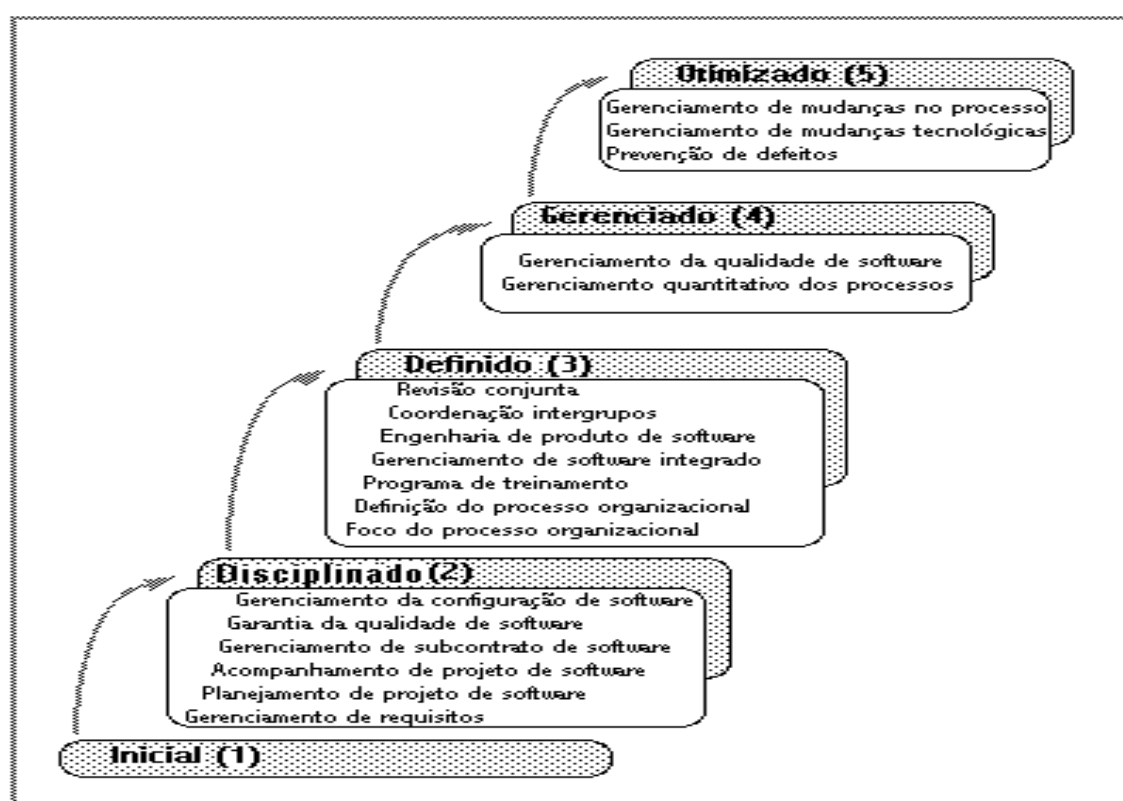 Otimizado (5)
Gerenciamento de mudanças no processo
Gerenciamento de mudanças tecnológicas
Prevenção de defeitos
Gerenciado (4)
Gerenciamento da qualidade de software
Gerenciamento quantitativo dos processos
Definido (3)
Revisão conjunta
Coordenação intergrupos
Engenharia de produto de software
Gerenciamento de software integrado
Programa de treinamento
Definição do processo organizacional
Foco do processo organizacional
Disciplinado (2)
Gerenciamento da configuração de software
Garantia da qualidade de software
Gerenciamento de subcontrato de software
Acompanhamento de projeto de software
Planejamento de projeto de software
Gerenciamento de requisitos
Inicial (1)